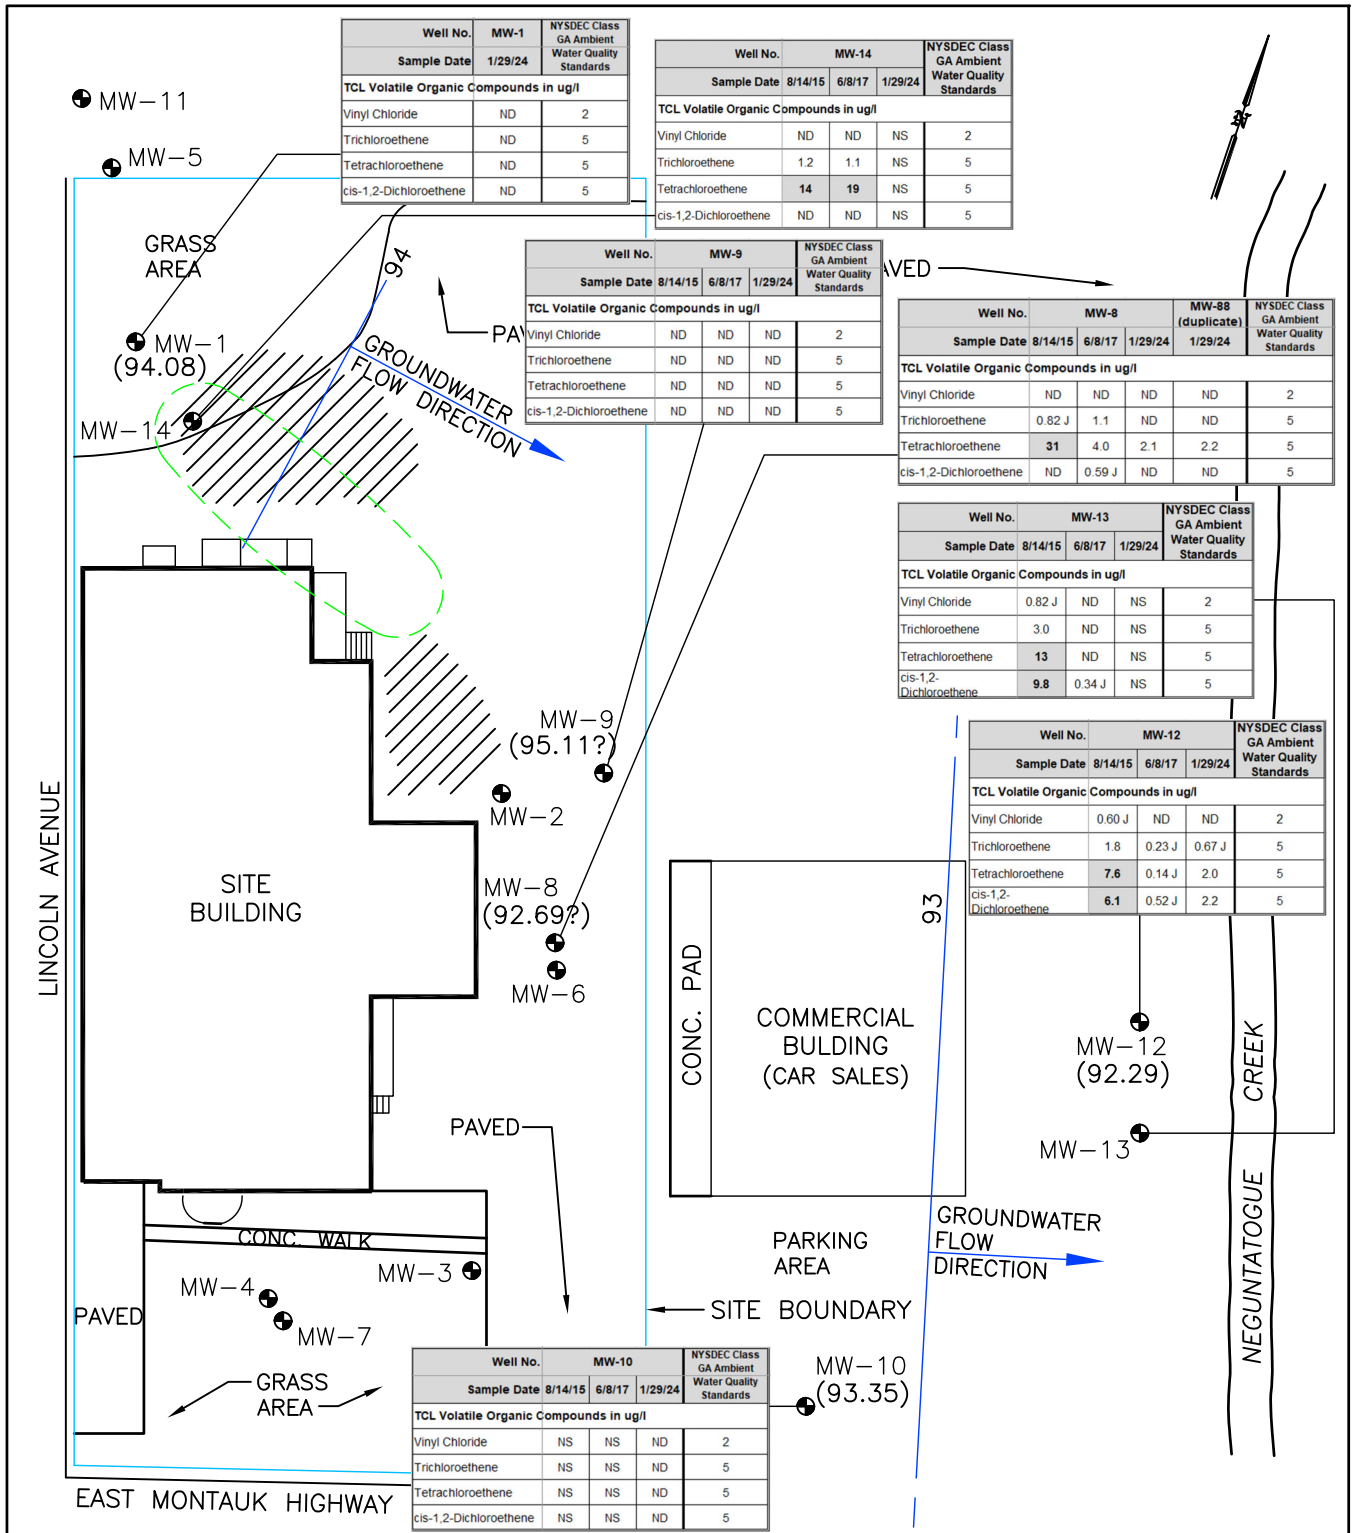 Well No. MW-1 NYSDEC Class GA Ambient Water Quality Standards
Sample Date 1/29/24
TCL Volatile Organic Compounds in ug/l
Vinyl Chloride ND 2
Trichloroethene ND 5
Tetrachloroethene ND 5
cis-1,2-Dichloroethene ND 5
Well No. MW-14 NYSDEC Class GA Ambient Water Quality Standards
Sample Date 8/14/15 6/8/17 1/29/24
TCL Volatile Organic Compounds in ug/l
Vinyl Chloride ND ND NS 2
Trichloroethene 1.2 1.1 NS 5
Tetrachloroethene 14 19 NS 5
cis-1,2-Dichloroethene ND ND NS 5
MW-11
MW-5
GRASS
AREA
94
Well No. MW-9 NYSDEC Class GA Ambient Water Quality Standards
Sample Date 8/14/15 6/8/17 1/29/24
TCL Volatile Organic Compounds in ug/l
Vinyl Chloride ND ND ND 2
Trichloroethene ND ND ND 5
Tetrachloroethene ND ND ND 5
cis-1,2-Dichloroethene ND ND ND 5
AVED
PAV
Well No. MW-8 MW-88 (duplicate) NYSDEC Class GA Ambient Water Quality Standards
Sample Date 8/14/15 6/8/17 1/29/24 1/29/24
TCL Volatile Organic Compounds in ug/l
Vinyl Chloride ND ND ND ND 2
Trichloroethene 0.82 J 1.1 ND ND 5
Tetrachloroethene 31 4.0 2.1 2.2 5
cis-1,2-Dichloroethene ND 0.59 J ND ND 5
MW-1
(94.08)
MW-14
GROUNDWATER
FLOW DIRECTION
Well No. MW-13 NYSDEC Class GA Ambient Water Quality Standards
Sample Date 8/14/15 6/8/17 1/29/24
TCL Volatile Organic Compounds in ug/l
Vinyl Chloride 0.82 J ND NS 2
Trichloroethene 3.0 ND NS 5
Tetrachloroethene 13 ND NS 5
cis-1,2-
Dichloroethene 9.8 0.34 J NS 5
MW-9
(95.11?)
MW-2
Well No. MW-12 NYSDEC Class GA Ambient Water Quality Standards
Sample Date 8/14/15 6/8/17 1/29/24
TCL Volatile Organic Compounds in ug/l
Vinyl Chloride 0.60 J ND ND 2
Trichloroethene 1.8 0.23 J 0.67 J 5
Tetrachloroethene 7.6 0.14 J 2.0 5
cis-1,2-
Dichloroethene 6.1 0.52 J 2.2 5
LINCOLN AVENUE
SITE
BUILDING
MW-8
(92.69?)
MW-6
93
CONC. PAD
COMMERCIAL
BULDING
(CAR SALES)
MW-12
(92.29)
MW-13
NEGUNTATOGUE CREEK
PAVED
GROUNDWATER
FLOW
DIRECTION
PARKING
AREA
CONC. WALK
MW-3
MW-4
MW-7
PAVED
SITE BOUNDARY
GRASS
AREA
MW-10
(93.35)
Well No. MW-10 NYSDEC Class GA Ambient Water Quality Standards
Sample Date 8/14/15 6/8/17 1/29/24
TCL Volatile Organic Compounds in ug/l
Vinyl Chloride NS NS ND 2
Trichloroethene NS NS ND 5
Tetrachloroethene NS NS ND 5
cis-1,2-Dichloroethene NS NS ND 5
EAST MONTAUK HIGHWAY